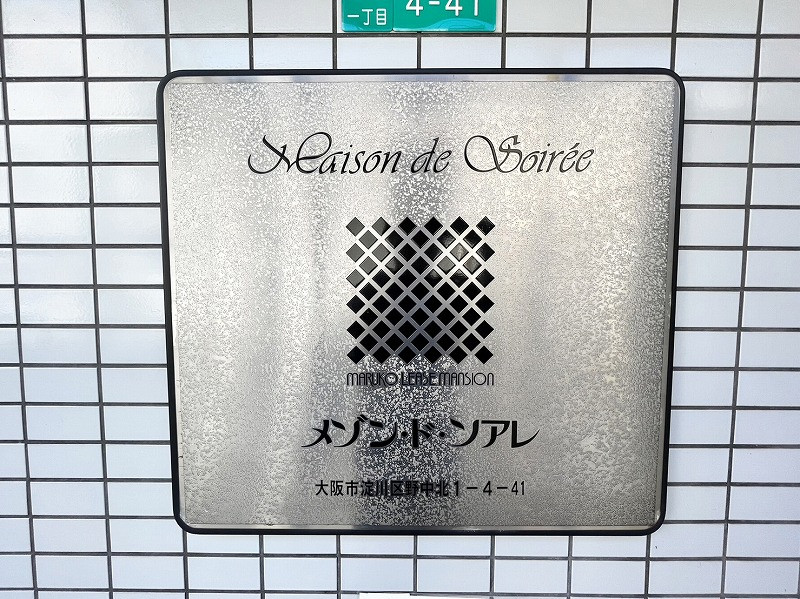 一丁目 4-41
Maison de Soirée
MARUKO LEASE MANSION
メゾン・ド・ソアレ
大阪市淀川区野中北1-4-41